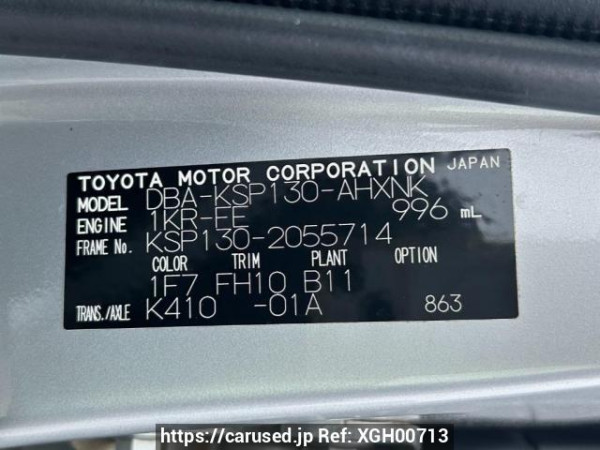 TOYOTA MOTOR CORPORATION JAPAN
MODEL DBA-KSP130-AHXNK
ENGINE 1KR-FE 996 mL
FRAME No. KSP130-2055714
COLOR TRIM PLANT OPTION
1F7 FH10 B11
TRANS./AXLE K410 -01A 863
https://carused.jp Ref: XGH00713